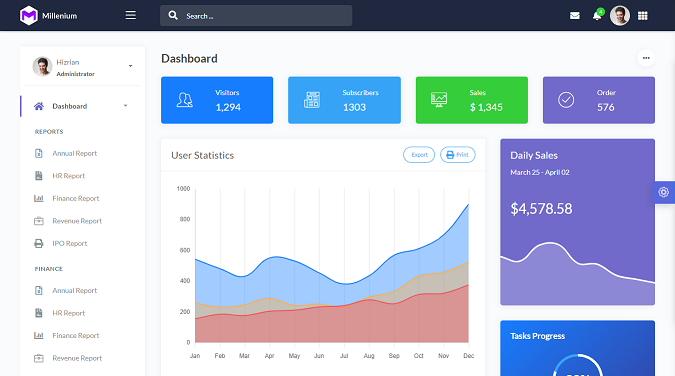 Millenium
Search ...
4
Hizrian
Administrator
Dashboard
REPORTS
Annual Report
HR Report
Finance Report
Revenue Report
IPO Report
FINANCE
Annual Report
HR Report
Finance Report
Revenue Report
Dashboard
Visitors
1,294
Subscribers
1303
Sales
$ 1,345
Order
576
User Statistics
Export
Print
1000
800
600
400
200
0
Jan Feb Mar Apr May Jun Jul Aug Sep Oct Nov Dec
Daily Sales
March 25 - April 02
$4,578.58
Tasks Progress